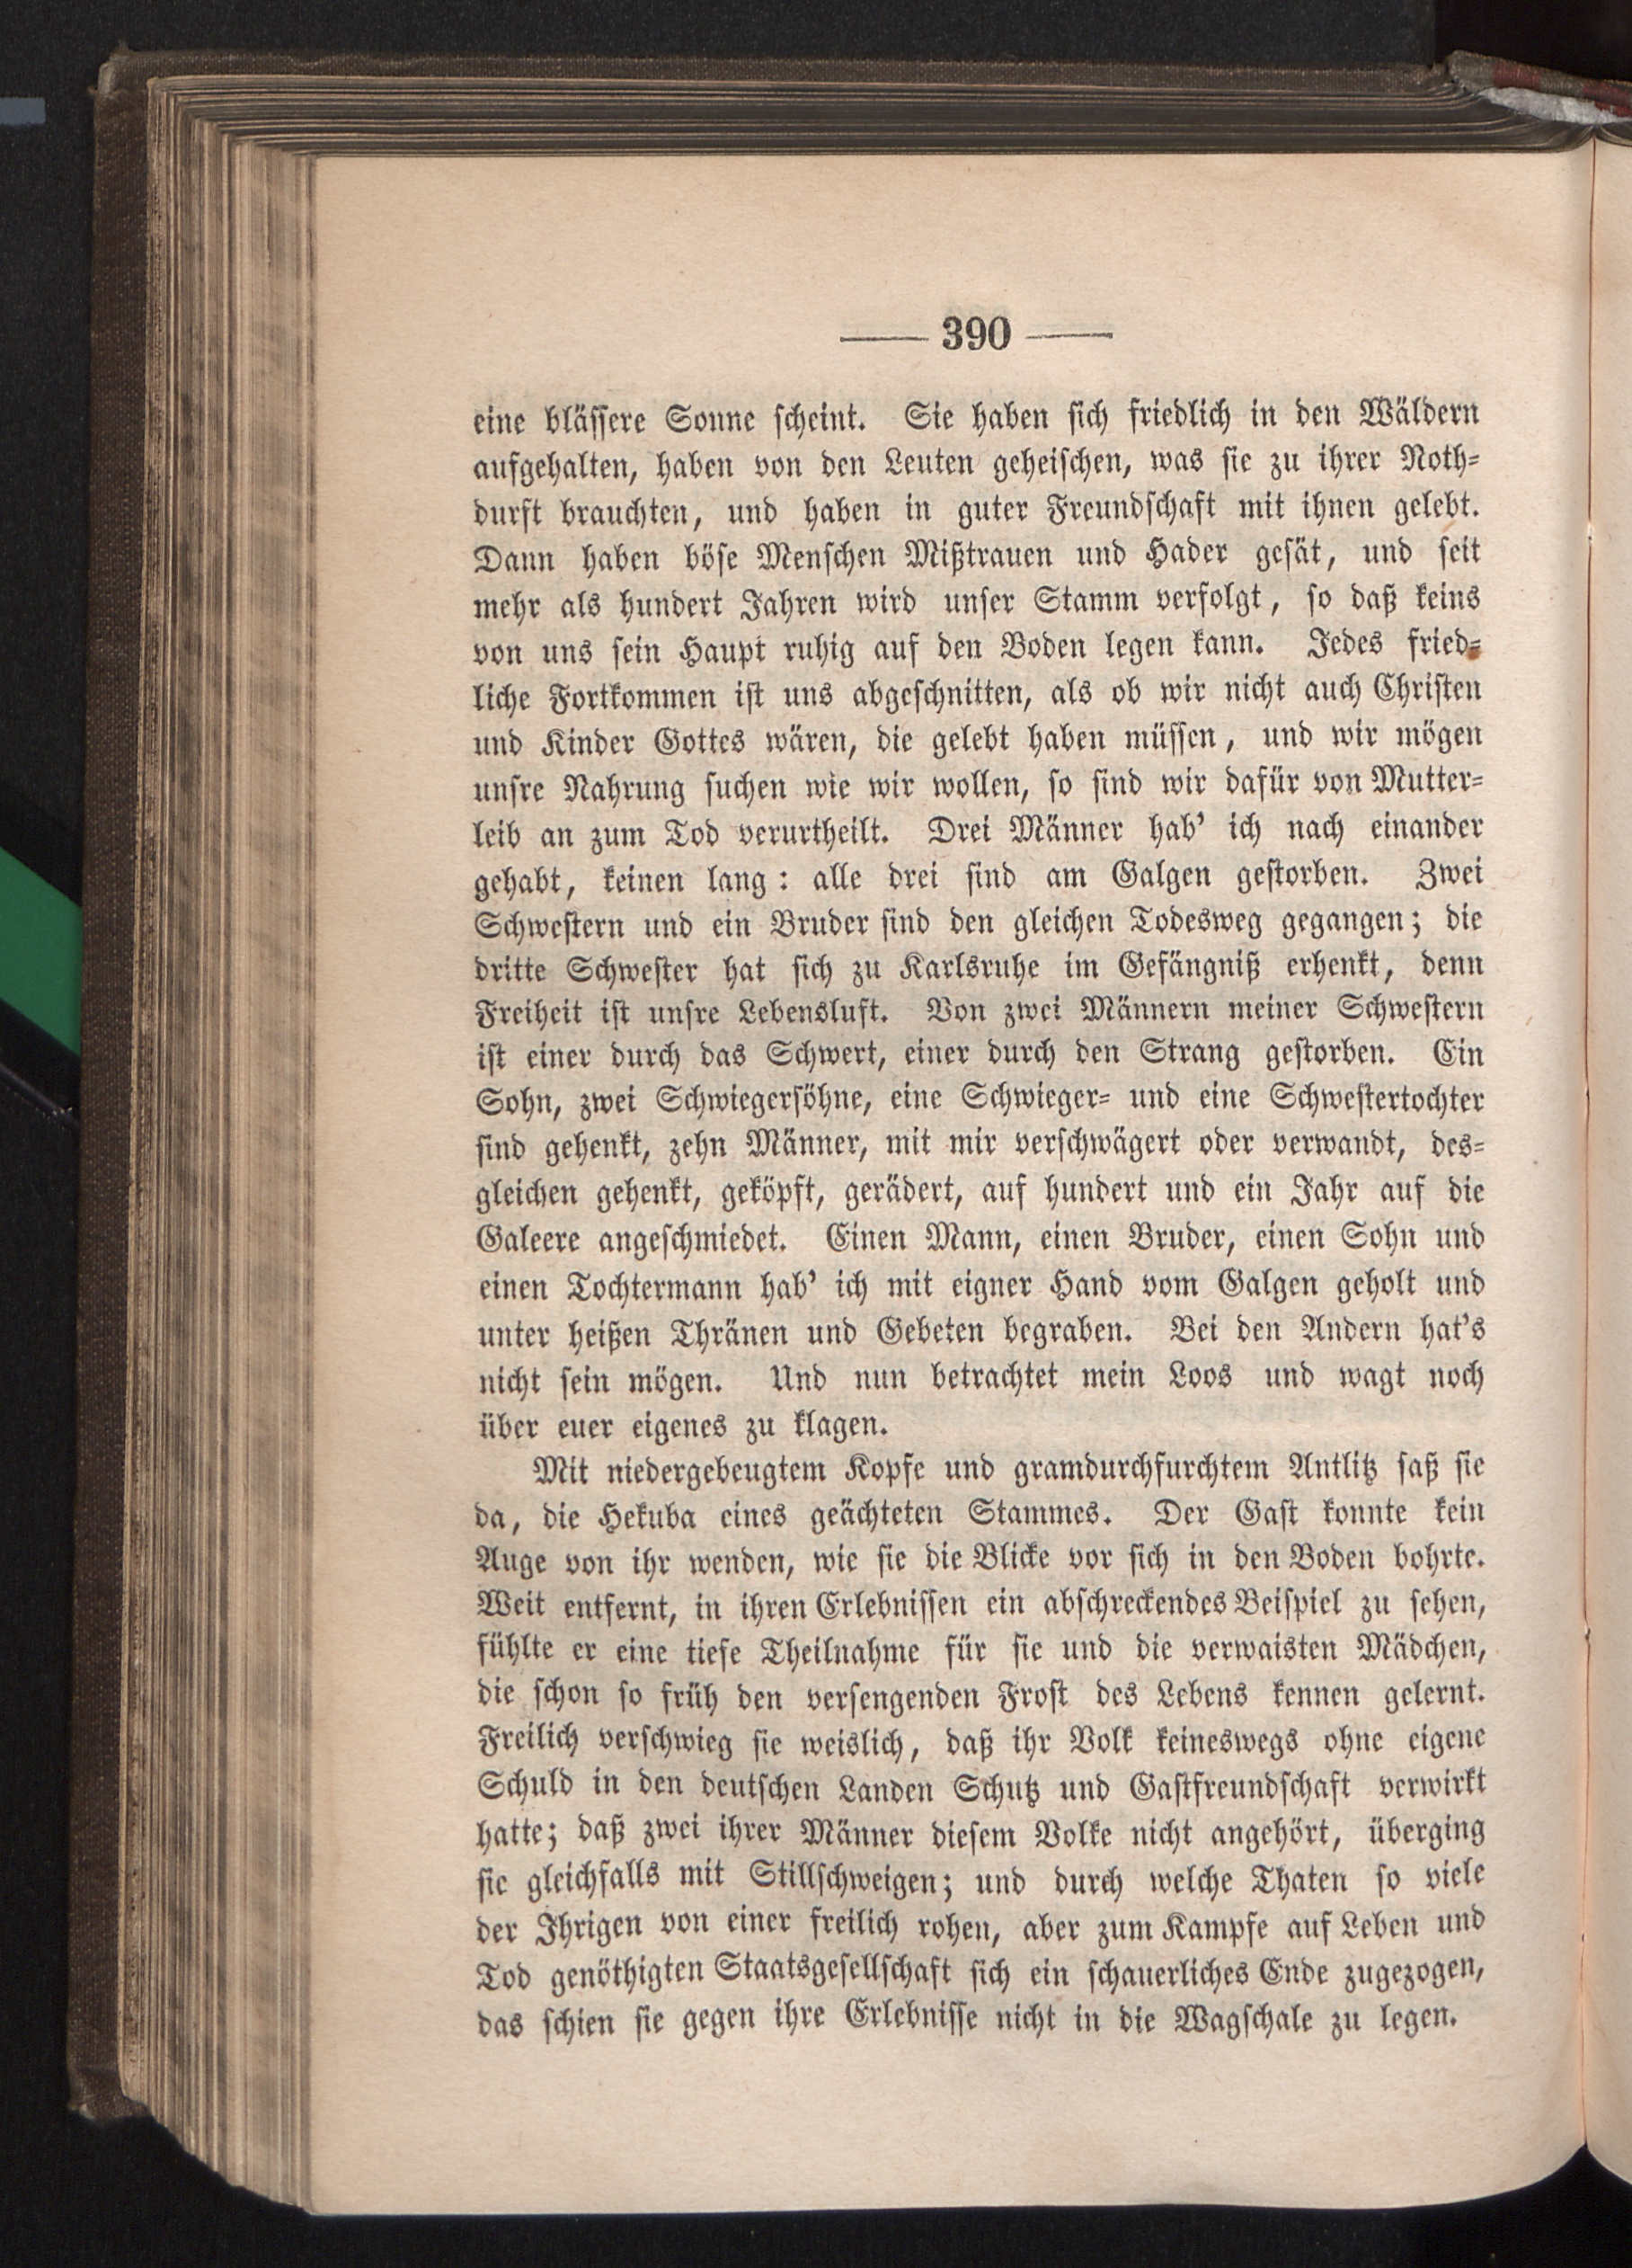 — 390 —
eine blässere Sonne scheint. Sie haben sich friedlich in den Wäldern
aufgehalten, haben von den Leuten geheischen, was sie zu ihrer Noth-
durft brauchten, und haben in guter Freundschaft mit ihnen gelebt.
Dann haben böse Menschen Mißtrauen und Hader gesät, und seit
mehr als hundert Jahren wird unser Stamm verfolgt, so daß keins
von uns sein Haupt ruhig auf den Boden legen kann. Jedes fried-
liche Fortkommen ist uns abgeschnitten, als ob wir nicht auch Christen
und Kinder Gottes wären, die gelebt haben müssen, und wir mögen
unsre Nahrung suchen wie wir wollen, so sind wir dafür von Mutter-
leib an zum Tod verurtheilt. Drei Männer hab' ich nach einander
gehabt, keinen lang: alle drei sind am Galgen gestorben. Zwei
Schwestern und ein Bruder sind den gleichen Todesweg gegangen; die
dritte Schwester hat sich zu Karlsruhe im Gefängniß erhenkt, denn
Freiheit ist unsre Lebensluft. Von zwei Männern meiner Schwestern
ist einer durch das Schwert, einer durch den Strang gestorben. Ein
Sohn, zwei Schwiegersöhne, eine Schwieger- und eine Schwestertochter
sind gehenkt, zehn Männer, mit mir verschwägert oder verwandt, des-
gleichen gehenkt, geköpft, gerädert, auf hundert und ein Jahr auf die
Galeere angeschmiedet. Einen Mann, einen Bruder, einen Sohn und
einen Tochtermann hab' ich mit eigner Hand vom Galgen geholt und
unter heißen Thränen und Gebeten begraben. Bei den Andern hat's
nicht sein mögen. Und nun betrachtet mein Loos und wagt noch
über euer eigenes zu klagen.
Mit niedergebeugtem Kopfe und gramdurchfurchtem Antlitz saß sie
da, die Hekuba eines geächteten Stammes. Der Gast konnte kein
Auge von ihr wenden, wie sie die Blicke vor sich in den Boden bohrte.
Weit entfernt, in ihren Erlebnissen ein abschreckendes Beispiel zu sehen,
fühlte er eine tiefe Theilnahme für sie und die verwaisten Mädchen,
die schon so früh den versengenden Frost des Lebens kennen gelernt.
Freilich verschwieg sie weislich, daß ihr Volk keineswegs ohne eigene
Schuld in den deutschen Landen Schutz und Gastfreundschaft verwirkt
hatte; daß zwei ihrer Männer diesem Volke nicht angehört, überging
sie gleichfalls mit Stillschweigen; und durch welche Thaten so viele
der Ihrigen von einer freilich rohen, aber zum Kampfe auf Leben und
Tod genöthigten Staatsgesellschaft sich ein schauerliches Ende zugezogen,
das schien sie gegen ihre Erlebnisse nicht in die Wagschale zu legen.